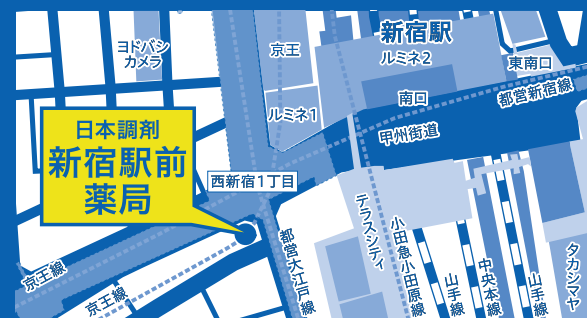 新宿駅
ヨドバシ
カメラ
京王
ルミネ2
東南口
南口
都営新宿線
ルミネ1
甲州街道
日本調剤
新宿駅前
薬局
西新宿1丁目
テラスシティ
都営大江戸線
小田急小田原線
山手線
中央本線
山手線
タカシマヤ
京王線
京王線